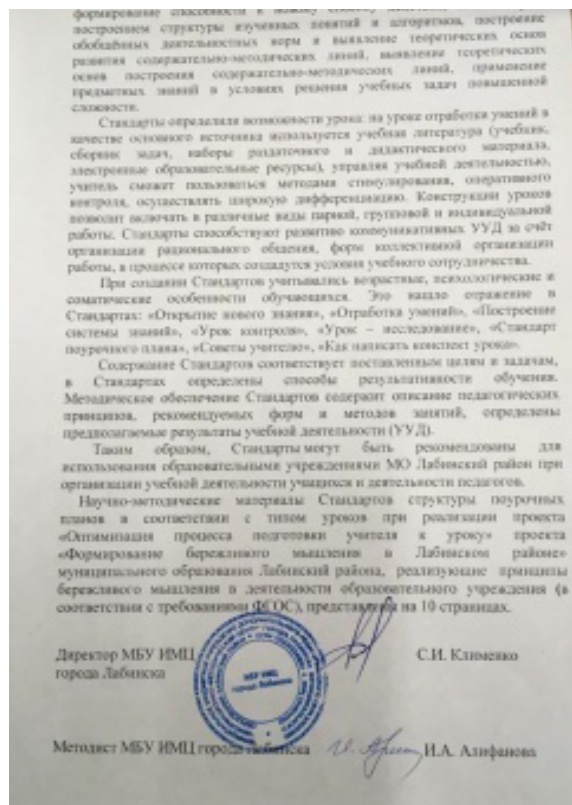 формирование способности к новому способу
построением структуры изученных понятий и алгоритмов, построение
обобщённых деятельностных норм и выявление теоретических основ
развития содержательно-методических линий, выявление теоретических
основ построения содержательно-методических линий, применение
предметных знаний в условиях решения учебных задач повышенной
сложности.
Стандарты определили возможности урока: на уроке отработки умений в
качестве основного источника используется учебная литература (учебник,
сборник задач, наборы раздаточного и дидактического материала,
электронные образовательные ресурсы), управляя учебной деятельностью,
учитель сможет пользоваться методами стимулирования, оперативного
контроля, осуществлять широкую дифференциацию. Конструкции уроков
позволит включать в различные виды парной, групповой и индивидуальной
работы. Стандарты способствуют развитию коммуникативных УУД за счёт
организации рационального общения, форм коллективной организации
работы, в процессе которых создадутся условия учебного сотрудничества.
При создании Стандартов учитывались возрастные, психологические и
соматические особенности обучающихся. Это нашло отражение в
Стандартах: «Открытие нового знания», «Отработка умений», «Построение
системы знаний», «Урок контроля», «Урок – исследование», «Стандарт
поурочного плана», «Советы учителю», «Как написать конспект урока».
Содержание Стандартов соответствует поставленным целям и задачам,
в Стандартах определены способы результативности обучения.
Методическое обеспечение Стандартов содержит описание педагогических
принципов, рекомендуемых форм и методов занятий, определены
предполагаемые результаты учебной деятельности (УУД).
Таким образом, Стандарты могут быть рекомендованы для
использования образовательными учреждениями МО Лабинский район при
организации учебной деятельности учащихся и деятельности педагогов.
Научно-методические материалы Стандартов структуры поурочных
планов в соответствии с типом уроков при реализации проекта
«Оптимизация процесса подготовки учителя к уроку» проекта
«Формирование бережливого мышления в Лабинском районе»
муниципального образования Лабинский района, реализующие принципы
бережливого мышления в деятельности образовательного учреждения (в
соответствии с требованиями ФГОС), представлена на 10 страницах.
Директор МБУ ИМЦ С.И. Клименко
города Лабинска
МБУ ИМЦ
города Лабинска
Методист МБУ ИМЦ города Лабинска И.А. Алифанова